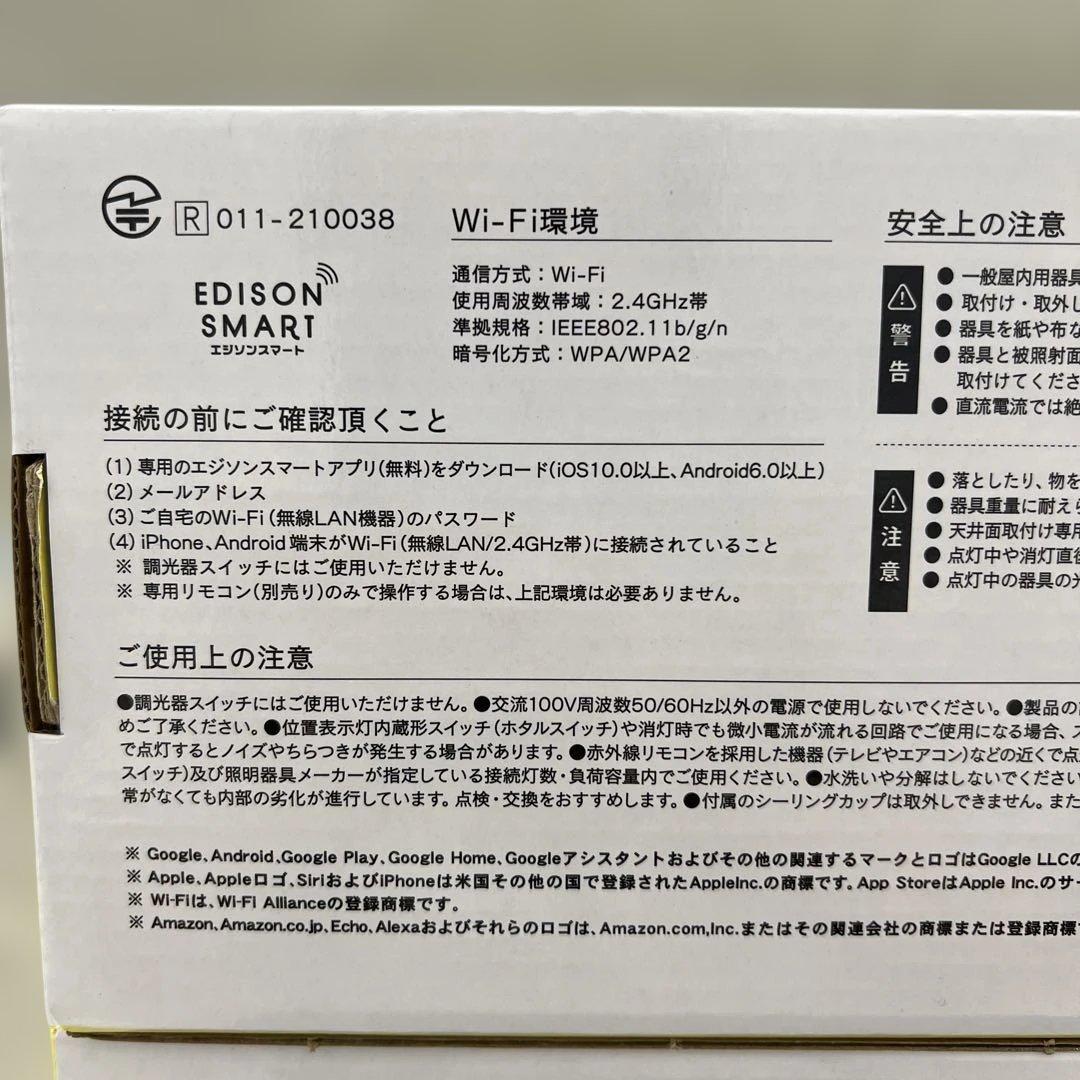 R 011-210038
EDISON
SMART
エジソンスマート
Wi-Fi環境
通信方式：Wi-Fi
使用周波数帯域：2.4GHz帯
準拠規格：IEEE802.11b/g/n
暗号化方式：WPA/WPA2
接続の前にご確認頂くこと
(1) 専用のエジソンスマートアプリ(無料)をダウンロード(iOS10.0以上、Android6.0以上)
(2) メールアドレス
(3) ご自宅のWi-Fi(無線LAN機器)のパスワード
(4) iPhone、Android 端末がWi-Fi(無線LAN/2.4GHz帯)に接続されていること
※ 調光器スイッチにはご使用いただけません。
※ 専用リモコン(別売り)のみで操作する場合は、上記環境は必要ありません。
安全上の注意
警告
●一般屋内用器具
●取付け・取外し
●器具を紙や布な
●器具と被照射面
取付けてくださ
●直流電流では絶
注意
●落としたり、物を
●器具重量に耐えら
●天井面取付け専用
●点灯中や消灯直後
●点灯中の器具の光
ご使用上の注意
●調光器スイッチにはご使用いただけません。●交流100V周波数50/60Hz以外の電源で使用しないでください。●製品の
めご了承ください。●位置表示灯内蔵形スイッチ(ホタルスイッチ)や消灯時でも微小電流が流れる回路でご使用になる場合、ス
で点灯するとノイズやちらつきが発生する場合があります。●赤外線リモコンを採用した機器(テレビやエアコン)などの近くで点
スイッチ)及び照明器具メーカーが指定している接続灯数・負荷容量内でご使用ください。●水洗いや分解はしないでください
常がなくても内部の劣化が進行しています。点検・交換をおすすめします。●付属のシーリングカップは取外しできません。また
※ Google、Android、Google Play、Google Home、Googleアシスタントおよびその他の関連するマークとロゴはGoogle LLCの
※ Apple、Appleロゴ、SiriおよびiPhoneは米国その他の国で登録されたAppleInc.の商標です。App StoreはApple Inc.のサー
※ Wi-Fiは、Wi-Fi Allianceの登録商標です。
※ Amazon、Amazon.co.jp、Echo、Alexaおよびそれらのロゴは、Amazon.com,Inc.またはその関連会社の商標または登録商標